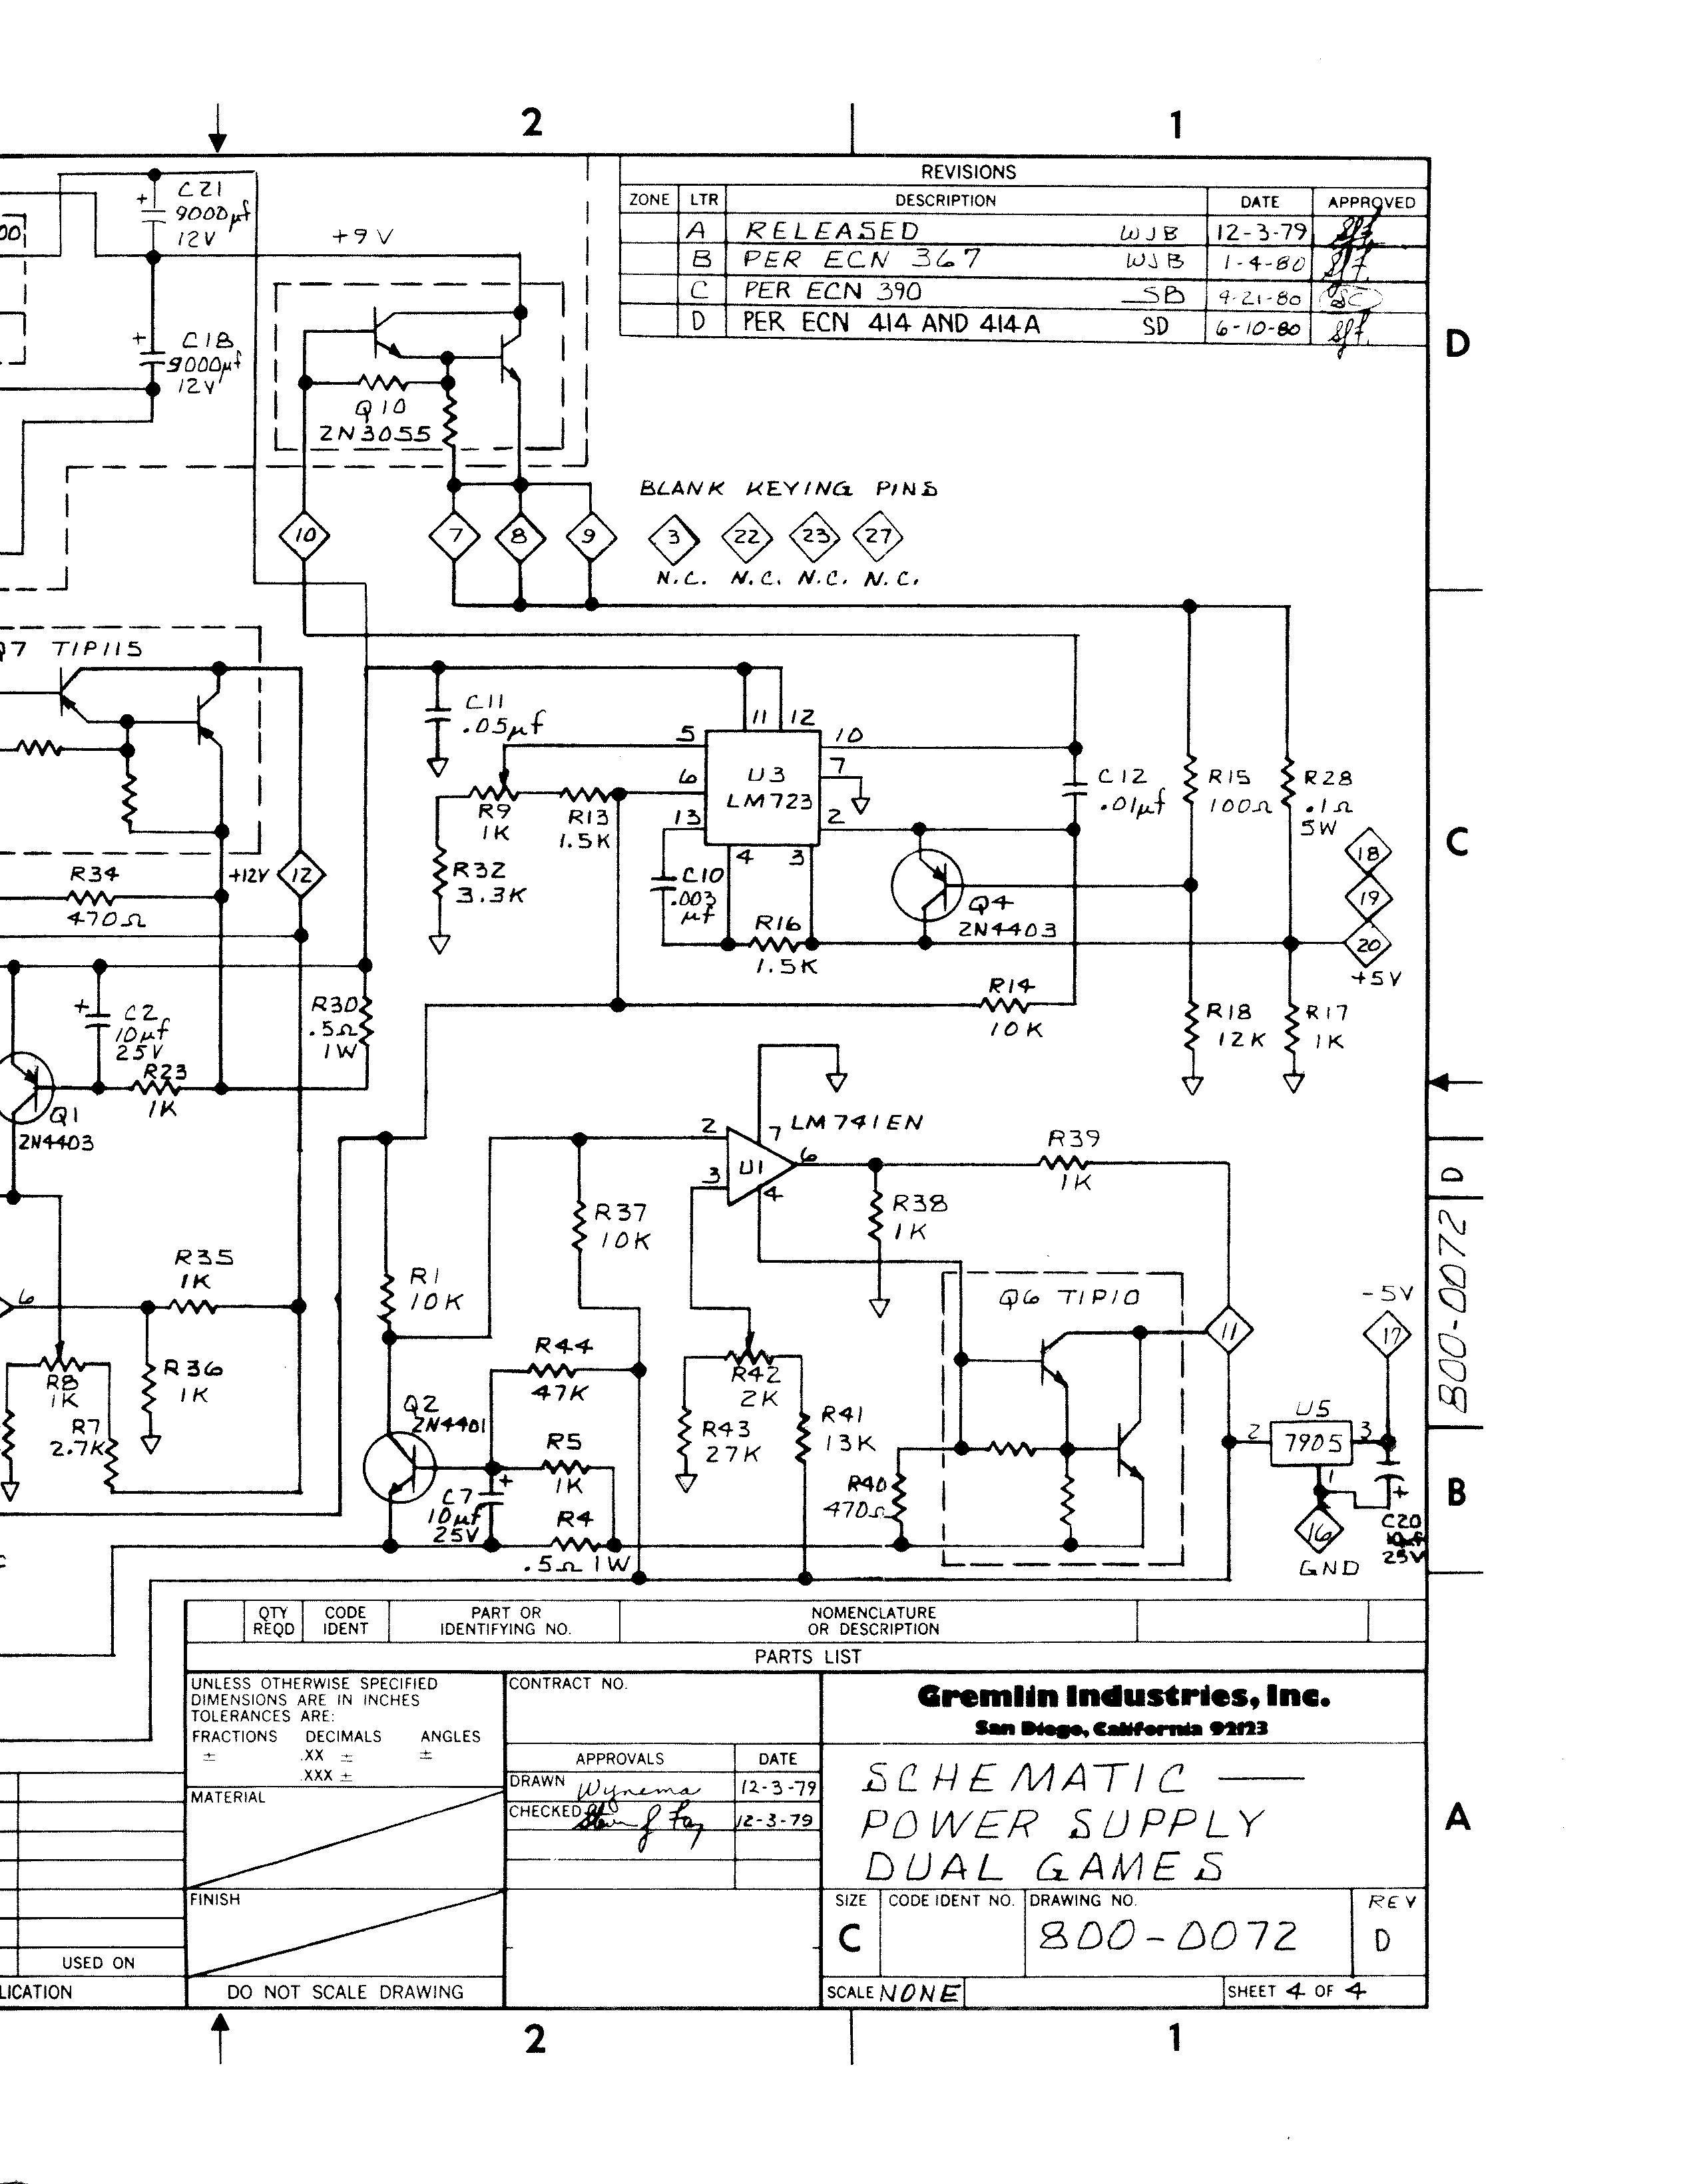 2
1
REVISIONS
ZONE LTR DESCRIPTION DATE APPROVED
A RELEASED WJB 12-3-79
B PER ECN 367 WJB 1-4-80
C PER ECN 390 SB 4-21-80
D PER ECN 414 AND 414A SD 6-10-80
D
C21
9000µf
12V
+9V
C18
9000µf
12V
Q10
2N3055
BLANK KEYING PINS
10
7
8
9
3
22
23
27
N.C. N.C. N.C. N.C.
Q7 TIP115
C11
.05µf
11
12
5
10
6
7
13
2
4
3
U3
LM723
R9
1K
R13
1.5K
C12
.01µf
R15
100Ω
R28
.1Ω
5W
C
18
19
20
+5V
R34
470Ω
+12V
12
R32
3.3K
C10
.003
µf
R16
1.5K
Q4
2N4403
C2
10µf
25V
R30
.5Ω
1W
R14
10K
R18
12K
R17
1K
R23
1K
Q1
2N4403
2
3
7
4
6
LM741EN
U1
R39
1K
R38
1K
D
800-0072
R37
10K
R35
1K
6
R1
10K
Q6 TIP10
-5V
11
17
R8
1K
R36
1K
R7
2.7K
R44
47K
R42
2K
Q2
2N4401
R43
27K
R41
13K
R5
1K
U5
7905
2
3
1
R40
470Ω
C7
10µf
25V
R4
.5Ω 1W
16
GND
C20
25V
B
QTY REQD
CODE IDENT
PART OR IDENTIFYING NO.
NOMENCLATURE OR DESCRIPTION
PARTS LIST
UNLESS OTHERWISE SPECIFIED
DIMENSIONS ARE IN INCHES
TOLERANCES ARE:
FRACTIONS DECIMALS ANGLES
± .XX ± ±
.XXX ±
MATERIAL
FINISH
DO NOT SCALE DRAWING
USED ON
CONTRACT NO.
APPROVALS DATE
DRAWN Wynema 12-3-79
CHECKED 12-3-79
Gremlin Industries, Inc.
San Diego, California 92123
SCHEMATIC —
POWER SUPPLY
DUAL GAMES
A
SIZE CODE IDENT NO. DRAWING NO. REV
C 800-0072 D
SCALE NONE SHEET 4 OF 4
2
1